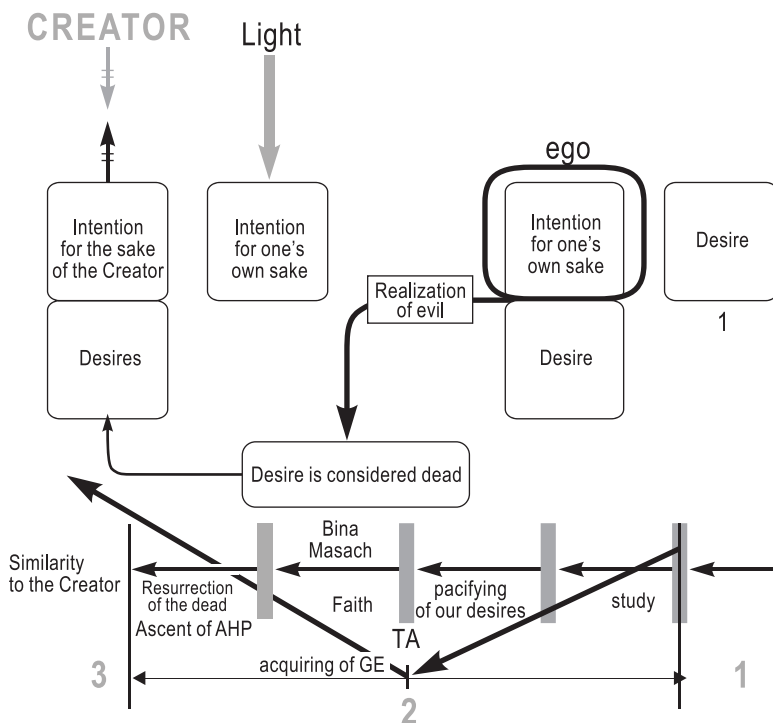 CREATOR
Light
ego
Intention
for the sake
of the Creator
Intention
for one's
own sake
Intention
for one's
own sake
Desire
Realization
of evil
1
Desires
Desire
Desire is considered dead
Bina
Masach
Similarity
to the Creator
Resurrection
of the dead
Ascent of AHP
Faith
pacifying
of our desires
study
TA
acquiring of GE
3
2
1